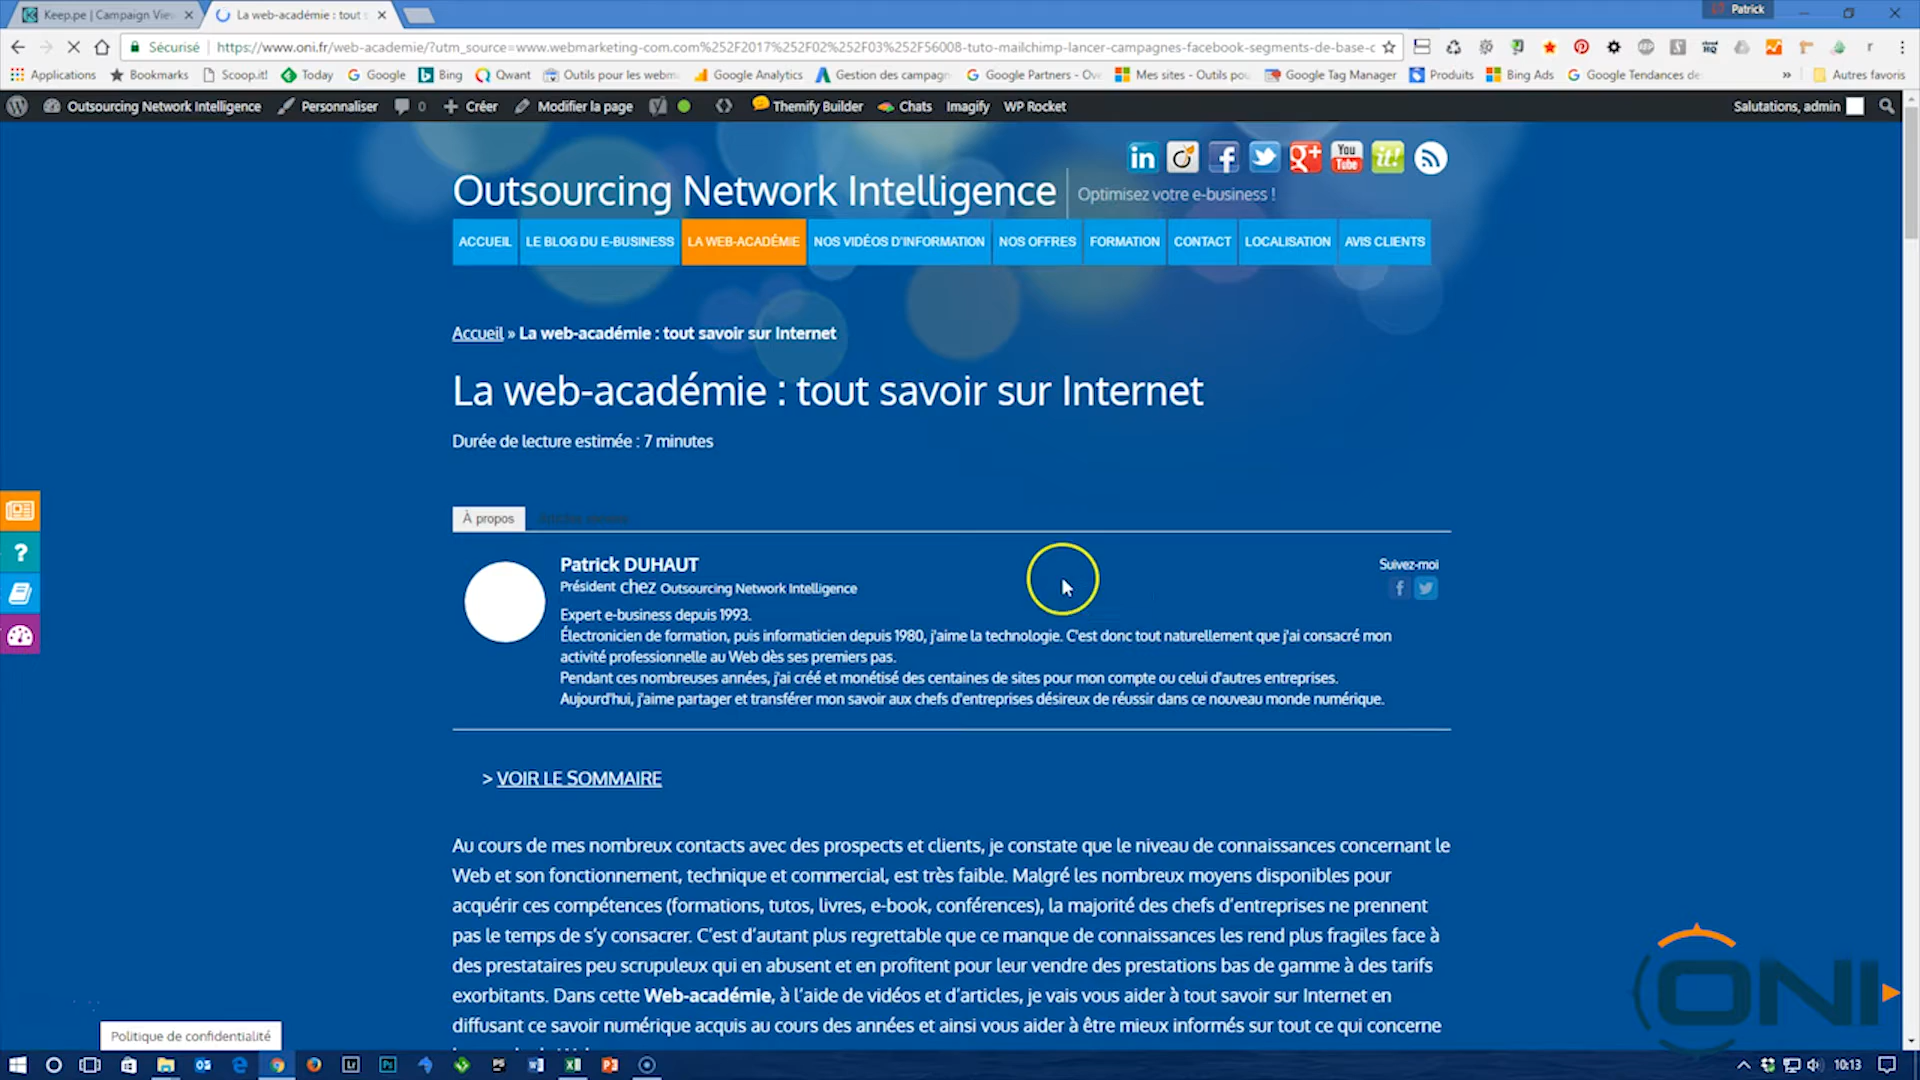 Keep.pe | Campaign View
La web-académie : tout s
Patrick
Sécurisé
https://www.oni.fr/web-academie/?utm_source=www.webmarketing-com.com%252F2017%252F02%252F03%252F56008-tuto-mailchimp-lancer-campagnes-facebook-segments-de-base-c
Applications
Bookmarks
Scoop.it!
Today
Google
Bing
Qwant
Outils pour les webm
Google Analytics
Gestion des campagn
Google Partners - Ov
Mes sites - Outils pou
Google Tag Manager
Produits
Bing Ads
Google Tendances de
»
Autres favoris
Outsourcing Network Intelligence
Personnaliser
0
Créer
Modifier la page
Themify Builder
Chats
Imagify
WP Rocket
Salutations, admin
in
You Tube
it!
Outsourcing Network Intelligence
Optimisez votre e-business !
ACCUEIL
LE BLOG DU E-BUSINESS
LA WEB-ACADÉMIE
NOS VIDÉOS D'INFORMATION
NOS OFFRES
FORMATION
CONTACT
LOCALISATION
AVIS CLIENTS
Accueil » La web-académie : tout savoir sur Internet
La web-académie : tout savoir sur Internet
Durée de lecture estimée : 7 minutes
À propos
Patrick DUHAUT
Suivez-moi
Président chez Outsourcing Network Intelligence
Expert e-business depuis 1993.
Électronicien de formation, puis informaticien depuis 1980, j'aime la technologie. C'est donc tout naturellement que j'ai consacré mon
activité professionnelle au Web dès ses premiers pas.
Pendant ces nombreuses années, j'ai créé et monétisé des centaines de sites pour mon compte ou celui d'autres entreprises.
Aujourd'hui, j'aime partager et transférer mon savoir aux chefs d'entreprises désireux de réussir dans ce nouveau monde numérique.
> VOIR LE SOMMAIRE
Au cours de mes nombreux contacts avec des prospects et clients, je constate que le niveau de connaissances concernant le
Web et son fonctionnement, technique et commercial, est très faible. Malgré les nombreux moyens disponibles pour
acquérir ces compétences (formations, tutos, livres, e-book, conférences), la majorité des chefs d'entreprises ne prennent
pas le temps de s'y consacrer. C'est d'autant plus regrettable que ce manque de connaissances les rend plus fragiles face à
des prestataires peu scrupuleux qui en abusent et en profitent pour leur vendre des prestations bas de gamme à des tarifs
exorbitants. Dans cette Web-académie, à l'aide de vidéos et d'articles, je vais vous aider à tout savoir sur Internet en
diffusant ce savoir numérique acquis au cours des années et ainsi vous aider à être mieux informés sur tout ce qui concerne
ONI
Politique de confidentialité
10:13